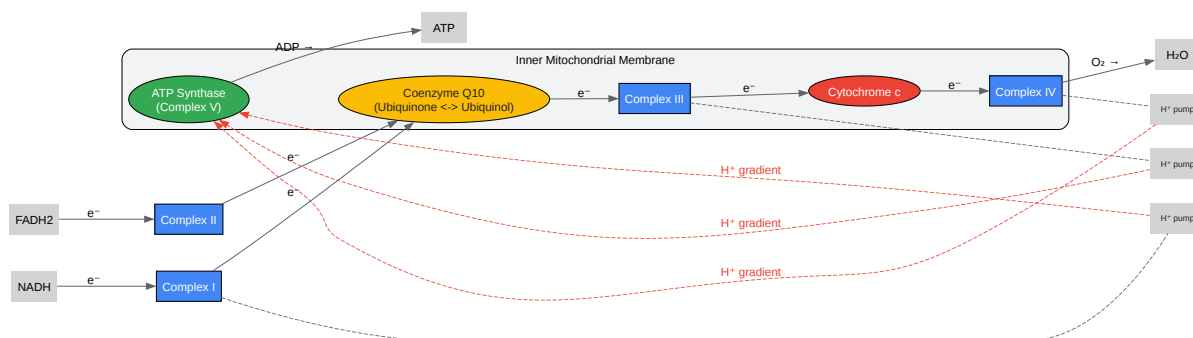 ATP
ADP →
Inner Mitochondrial Membrane
H₂O
O₂ →
ATP Synthase
(Complex V)
Coenzyme Q10
(Ubiquinone <-> Ubiquinol)
e⁻
Complex III
e⁻
Cytochrome c
e⁻
Complex IV
H⁺ pump
e⁻
H⁺ gradient
H⁺ pump
e⁻
FADH2
e⁻
Complex II
H⁺ gradient
H⁺ pump
NADH
e⁻
Complex I
H⁺ gradient